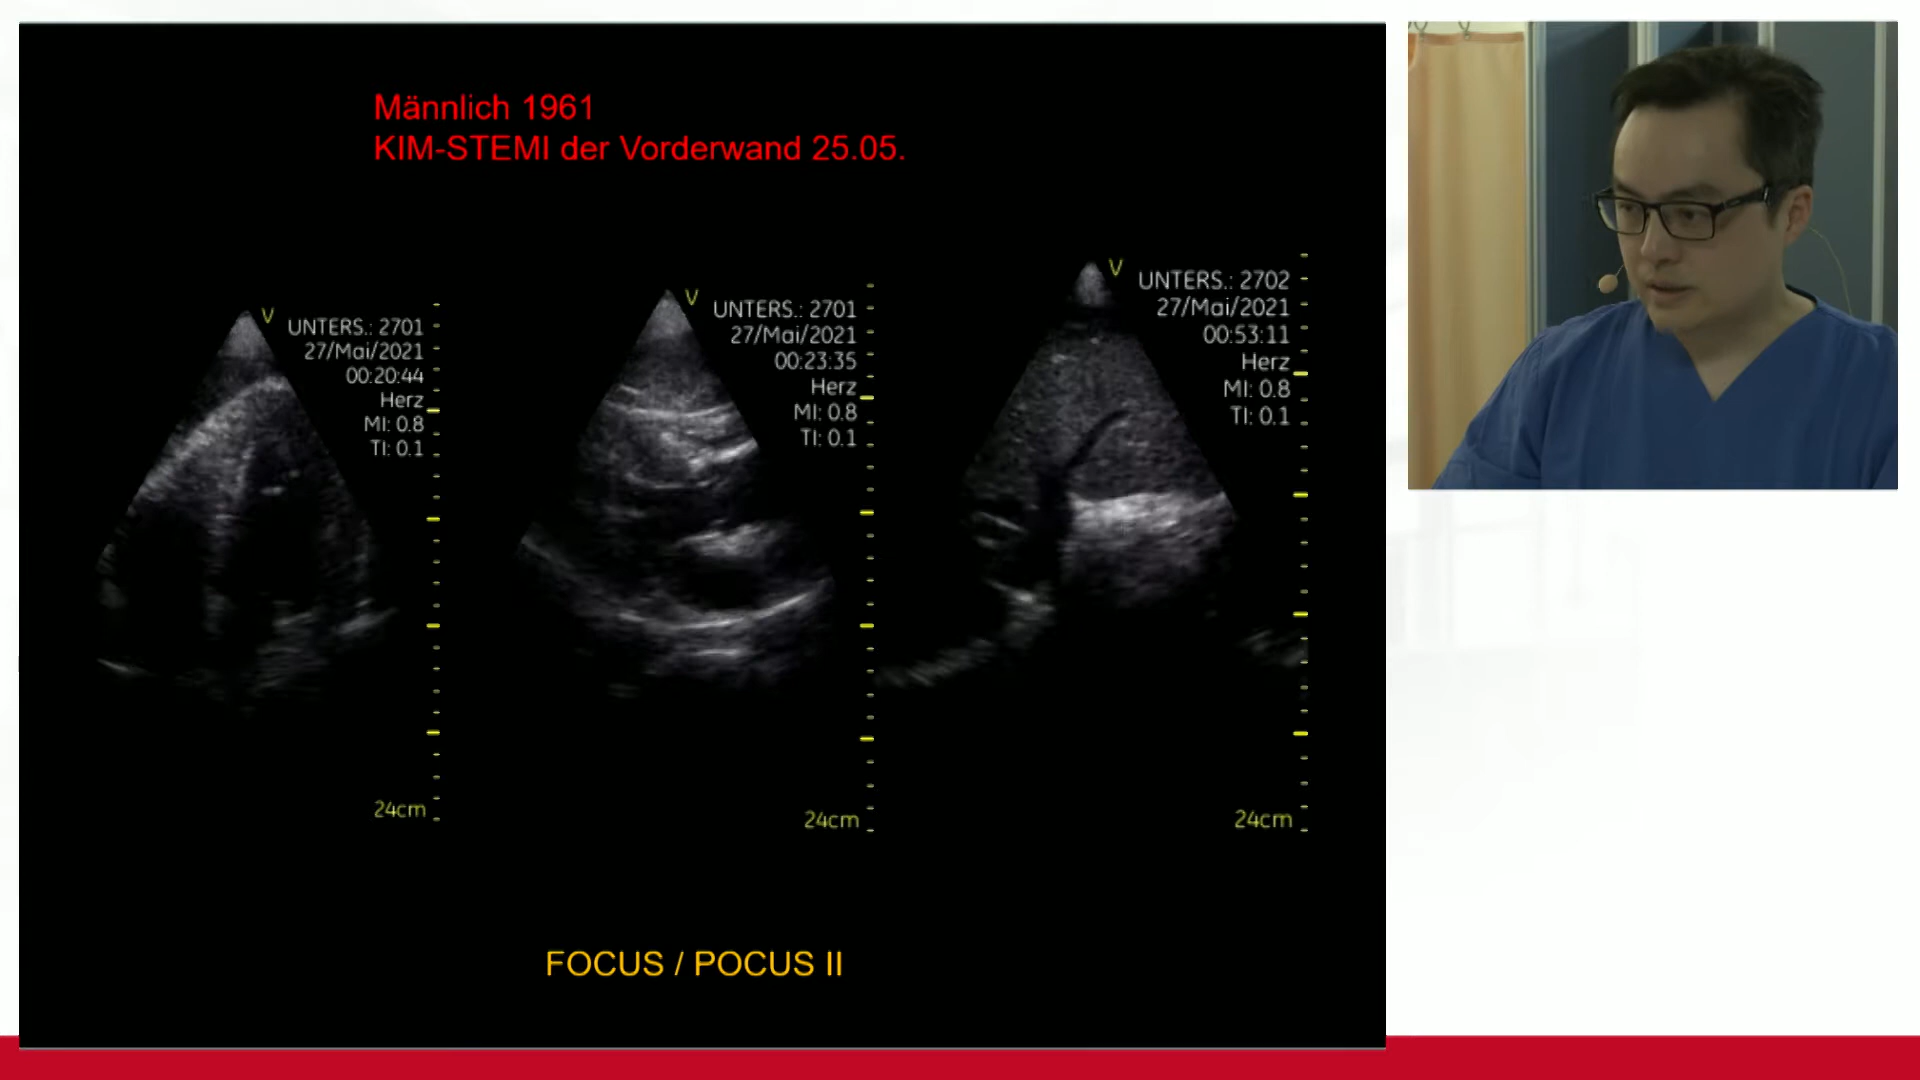 Männlich 1961
KIM-STEMI der Vorderwand 25.05.
V
UNTERS.: 2701
27/Mai/2021
00:20:44
Herz
MI: 0.8
TI: 0.1
24cm
V
UNTERS.: 2701
27/Mai/2021
00:23:35
Herz
MI: 0.8
TI: 0.1
24cm
V
UNTERS.: 2702
27/Mai/2021
00:53:11
Herz
MI: 0.8
TI: 0.1
24cm
FOCUS / POCUS II